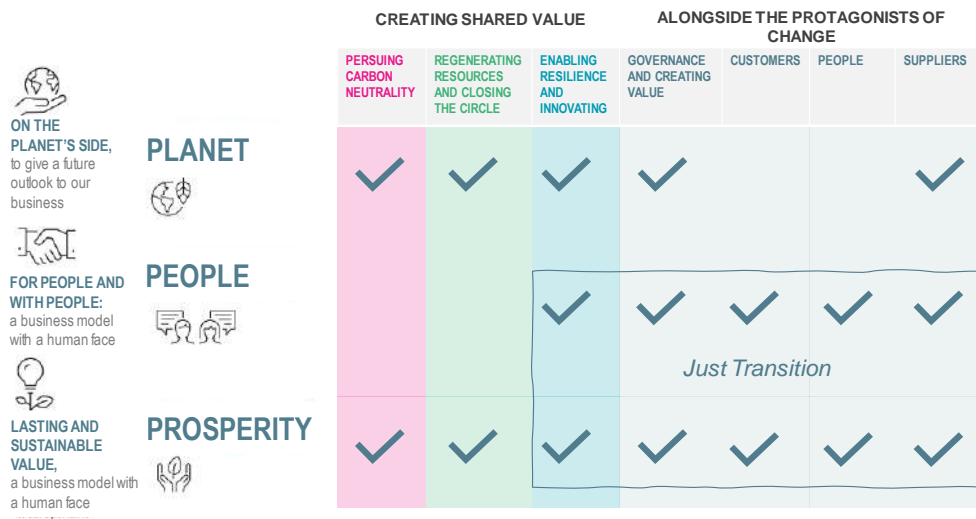 CREATING SHARED VALUE
ALONGSIDE THE PROTAGONISTS OF
CHANGE
PERSUING
CARBON
NEUTRALITY
REGENERATING
RESOURCES
AND CLOSING
THE CIRCLE
ENABLING
RESILIENCE
AND
INNOVATING
GOVERNANCE
AND CREATING
VALUE
CUSTOMERS
PEOPLE
SUPPLIERS
ON THE
PLANET'S SIDE,
to give a future
outlook to our
business
PLANET
FOR PEOPLE AND
WITH PEOPLE:
a business model
with a human face
PEOPLE
Just Transition
LASTING AND
SUSTAINABLE
VALUE,
a business model with
a human face
PROSPERITY